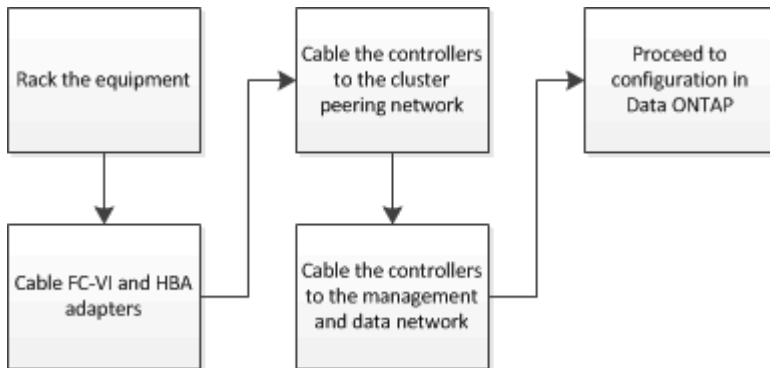 Rack the equipment
Cable FC-VI and HBA
adapters
Cable the controllers
to the cluster
peering network
Cable the controllers
to the management
and data network
Proceed to
configuration in
Data ONTAP